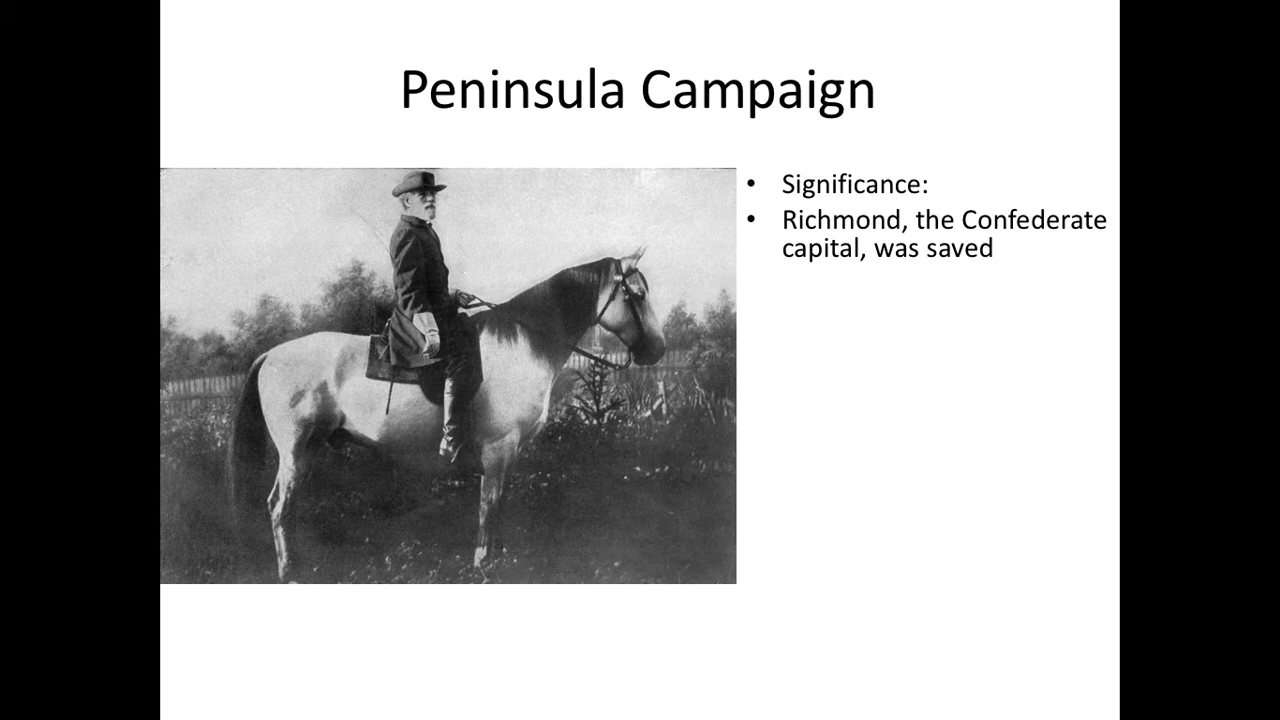 Peninsula Campaign
• Significance:
• Richmond, the Confederate
capital, was saved